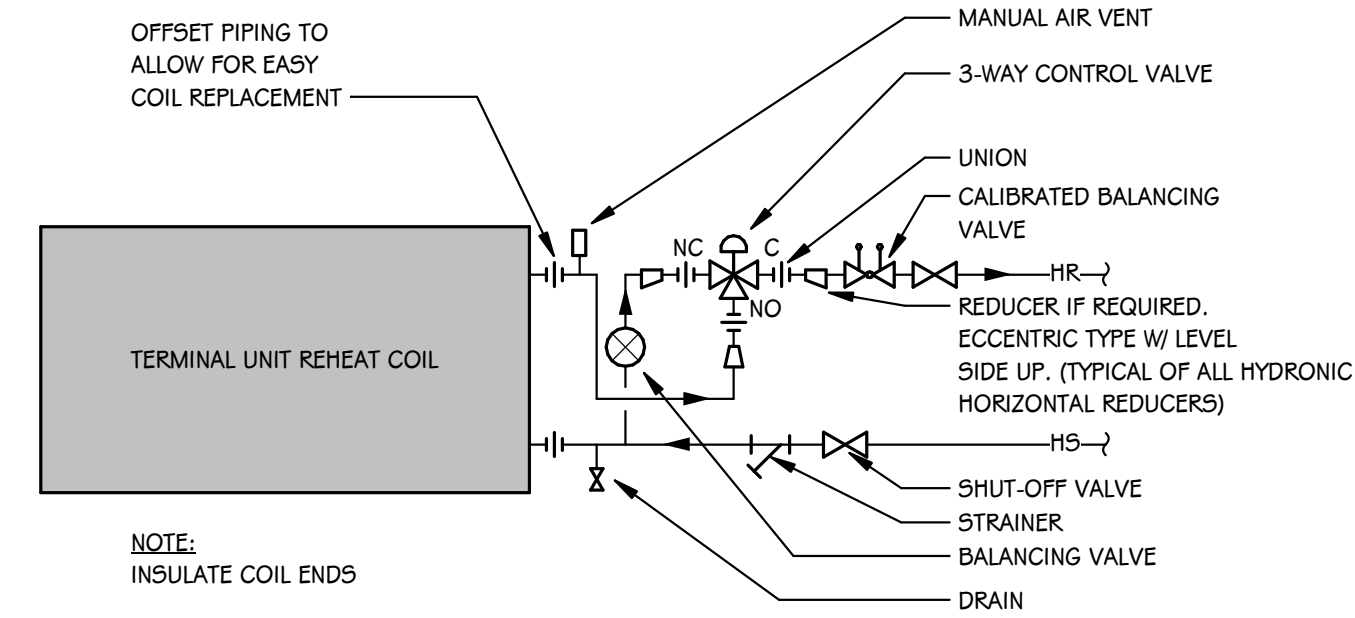 OFFSET PIPING TO
ALLOW FOR EASY
COIL REPLACEMENT
MANUAL AIR VENT
3-WAY CONTROL VALVE
UNION
CALIBRATED BALANCING
VALVE
NC
C
NO
HR
REDUCER IF REQUIRED.
ECCENTRIC TYPE W/ LEVEL
SIDE UP. (TYPICAL OF ALL HYDRONIC
HORIZONTAL REDUCERS)
TERMINAL UNIT REHEAT COIL
HS
SHUT-OFF VALVE
STRAINER
BALANCING VALVE
DRAIN
NOTE:
INSULATE COIL ENDS